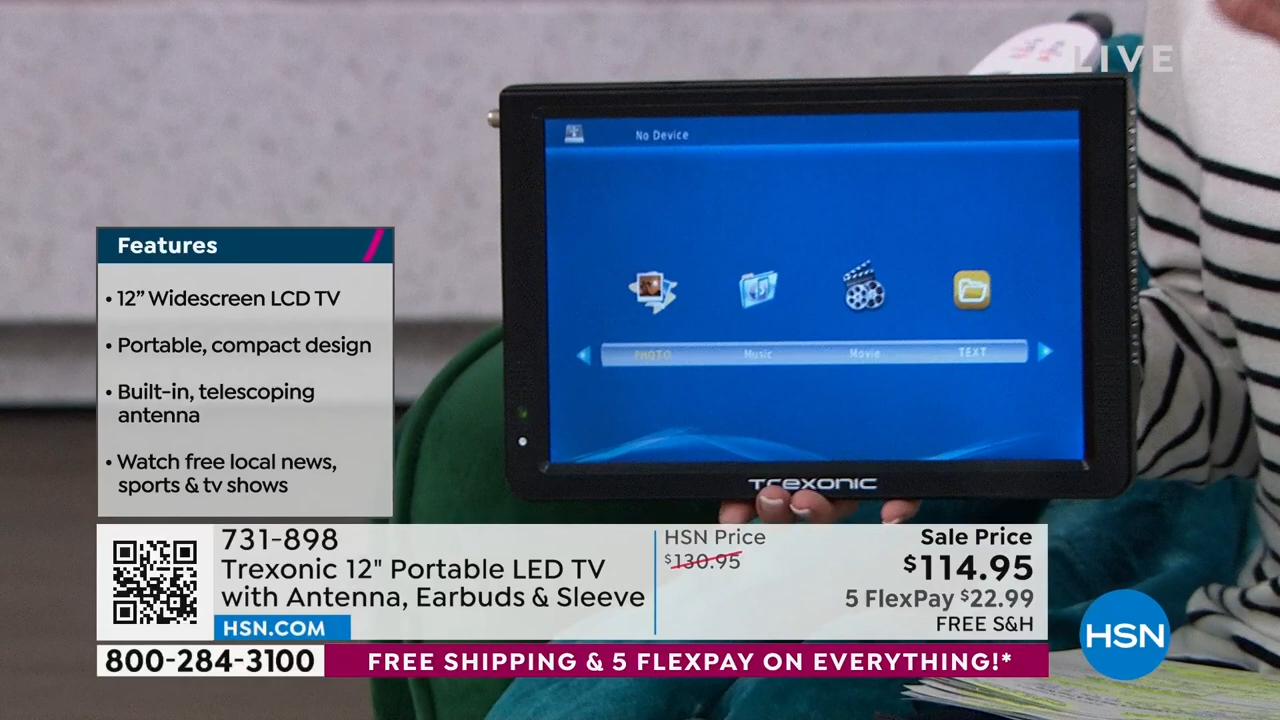 LIVE
No Device
PHOTO
Music
Movie
TEXT
TREXONIC
Features
• 12” Widescreen LCD TV
• Portable, compact design
• Built-in, telescoping
antenna
• Watch free local news,
sports & tv shows
731-898
Trexonic 12" Portable LED TV
with Antenna, Earbuds & Sleeve
HSN.COM
HSN Price
$130.95
Sale Price
$114.95
5 FlexPay $22.99
FREE S&H
HSN
800-284-3100
FREE SHIPPING & 5 FLEXPAY ON EVERYTHING!*